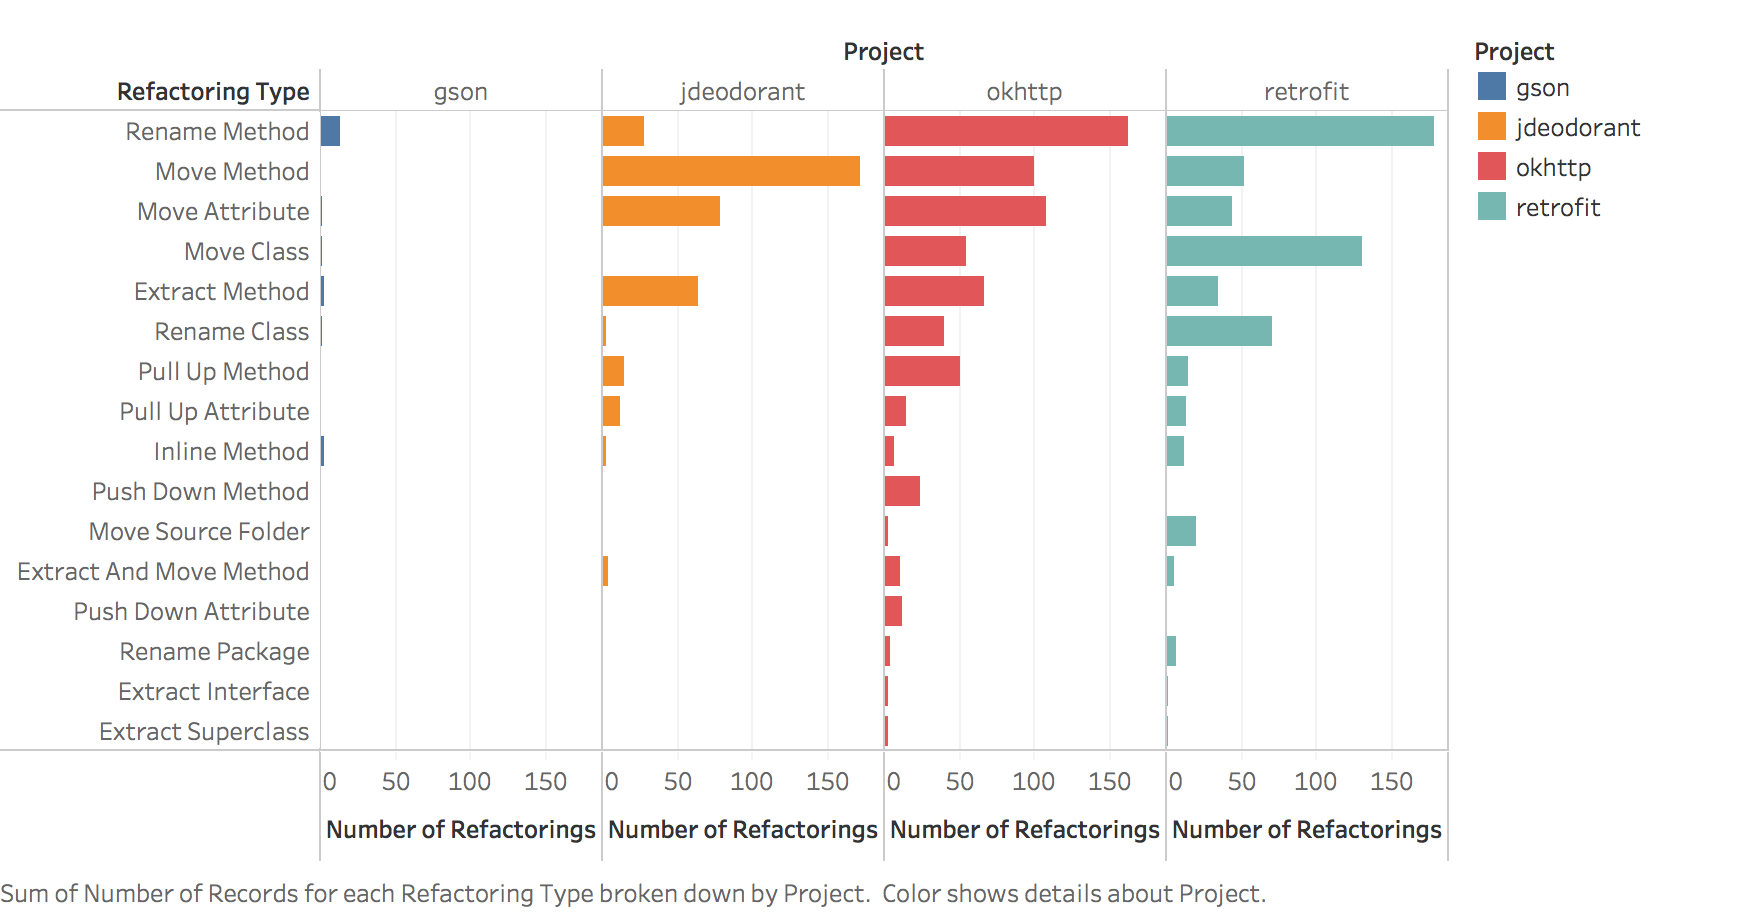 Project
Refactoring Type gson jdeodorant okhttp retrofit
Rename Method
Move Method
Move Attribute
Move Class
Extract Method
Rename Class
Pull Up Method
Pull Up Attribute
Inline Method
Push Down Method
Move Source Folder
Extract And Move Method
Push Down Attribute
Rename Package
Extract Interface
Extract Superclass
0 50 100 150 0 50 100 150 0 50 100 150 0 50 100 150
Number of Refactorings Number of Refactorings Number of Refactorings Number of Refactorings
Project
gson
jdeodorant
okhttp
retrofit
Sum of Number of Records for each Refactoring Type broken down by Project. Color shows details about Project.